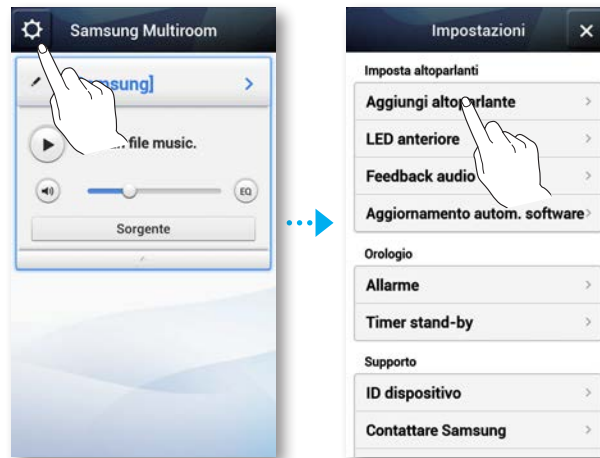 Samsung Multiroom
sung]
file music.
EQ
Sorgente
Impostazioni
Imposta altoparlanti
Aggiungi altoparlante
LED anteriore
Feedback audio
Aggiornamento autom. software
Orologio
Allarme
Timer stand-by
Supporto
ID dispositivo
Contattare Samsung